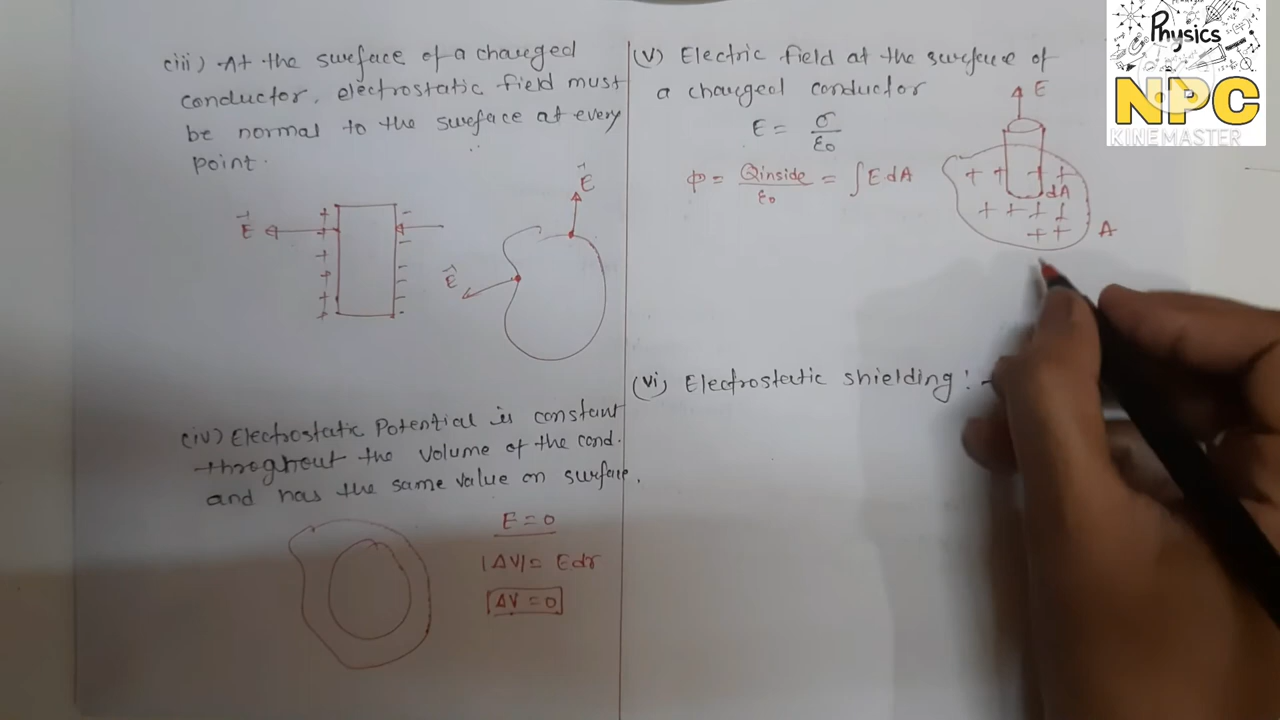 (iii) At the surface of a charged
conductor, electrostatic field must
be normal to the surface at every
point.
E⃗
+ + + + + +
- - - - - -
E⃗
E⃗
(iv) Electrostatic Potential is constant
throghout the volume of the cond.
and has the same value on surface.
E = 0
|ΔV| = E dr
ΔV = 0
(v) Electric field at the surface of
a charged conductor
E = σ/ε₀
E
ϕ = Qinside/ε₀ = ∫ E dA
+ + + +
dA
+ + + +
+ +
A
(vi) Electrostatic shielding : -
Physics
NPC
KINEMASTER